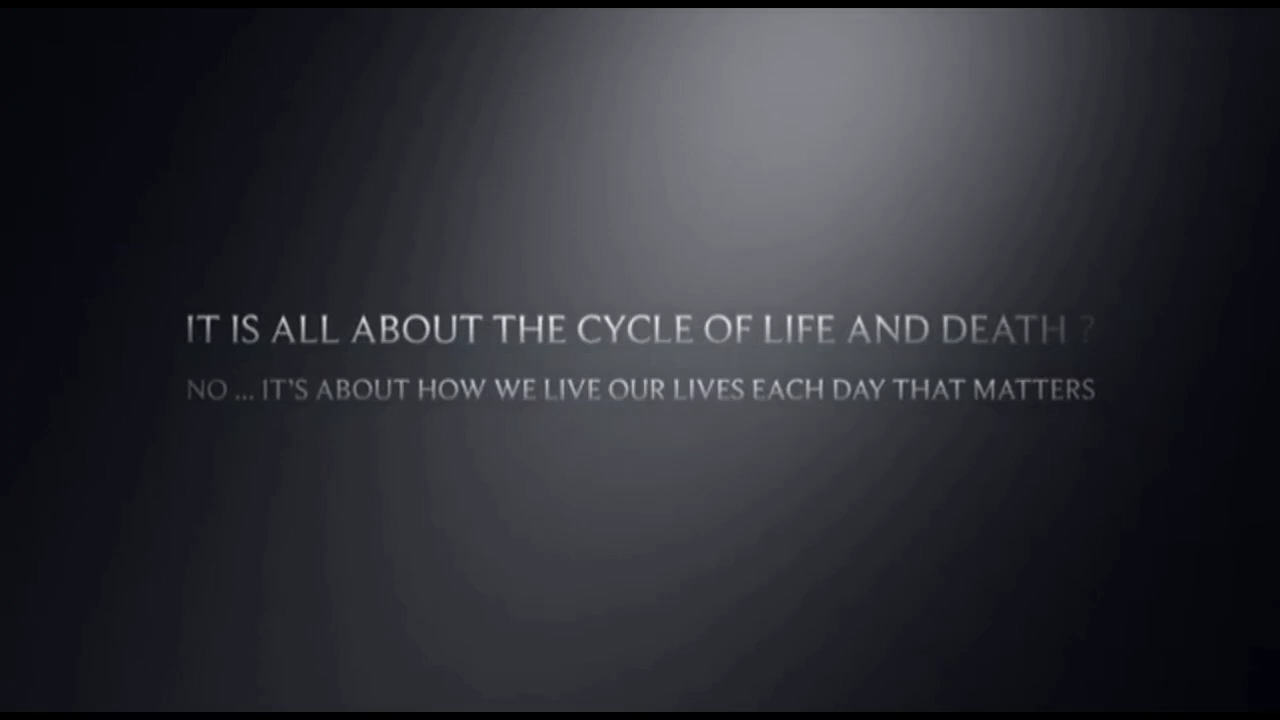 IT IS ALL ABOUT THE CYCLE OF LIFE AND DEATH ?
NO ... IT'S ABOUT HOW WE LIVE OUR LIVES EACH DAY THAT MATTERS